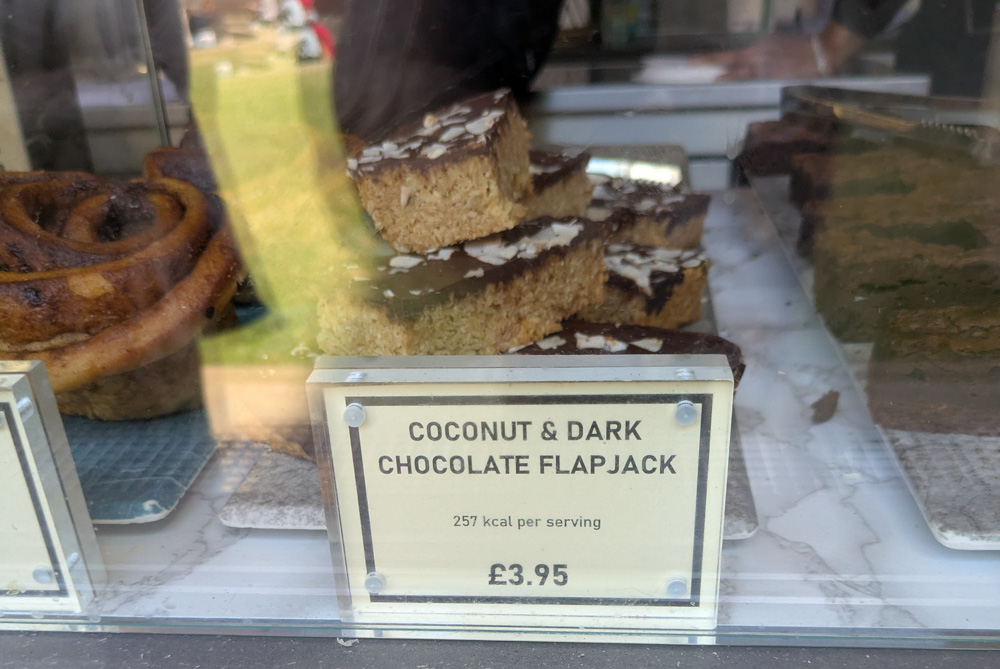 COCONUT & DARK
CHOCOLATE FLAPJACK
257 kcal per serving
£3.95